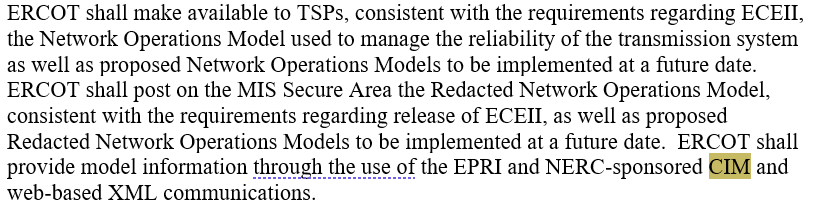 ERCOT shall make available to TSPs, consistent with the requirements regarding ECEII,
the Network Operations Model used to manage the reliability of the transmission system
as well as proposed Network Operations Models to be implemented at a future date.
ERCOT shall post on the MIS Secure Area the Redacted Network Operations Model,
consistent with the requirements regarding release of ECEII, as well as proposed
Redacted Network Operations Models to be implemented at a future date.  ERCOT shall
provide model information through the use of the EPRI and NERC-sponsored CIM and
web-based XML communications.